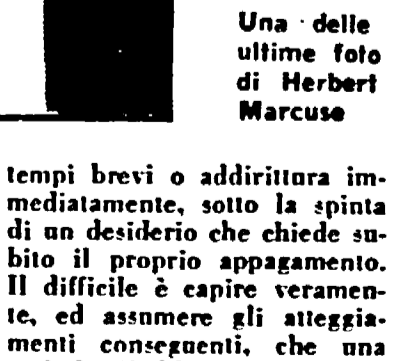 Una delle
ultime foto
di Herbert
Marcuse
tempi brevi o addirittura im-
mediatamente, sotto la spinta
di un desiderio che chiede su-
bito il proprio appagamento.
Il difficile è capire veramen-
te, ed assumere gli atteggia-
menti conseguenti, che una